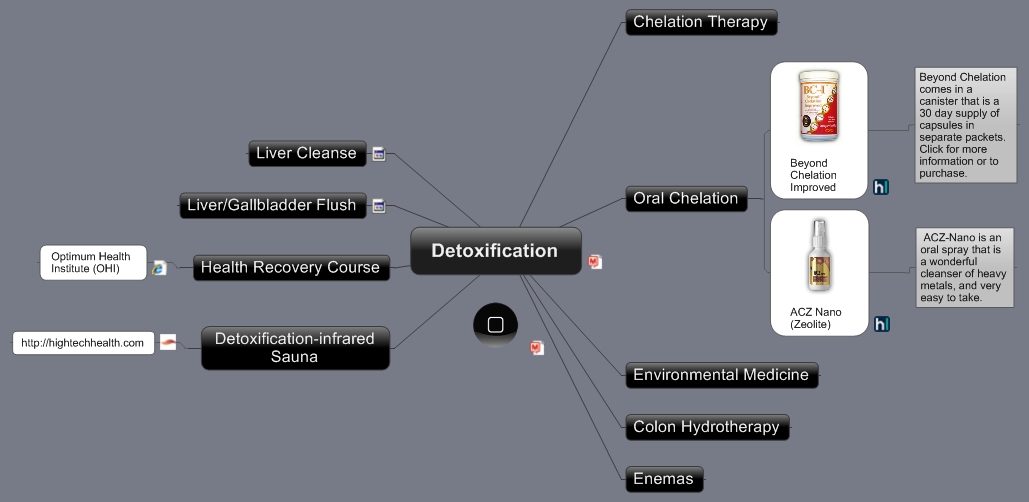 Detoxification
Chelation Therapy
Oral Chelation
BC-I
Beyond
Chelation
Improved
Beyond
Chelation
Improved
Beyond Chelation
comes in a
canister that is a
30 day supply of
capsules in
separate packets.
Click for more
information or to
purchase.
ACZ Nano
(Zeolite)
ACZ-Nano is an
oral spray that is
a wonderful
cleanser of heavy
metals, and very
easy to take.
Environmental Medicine
Colon Hydrotherapy
Enemas
Liver Cleanse
Liver/Gallbladder Flush
Health Recovery Course
Optimum Health
Institute (OHI)
Detoxification-infrared
Sauna
http://hightechhealth.com